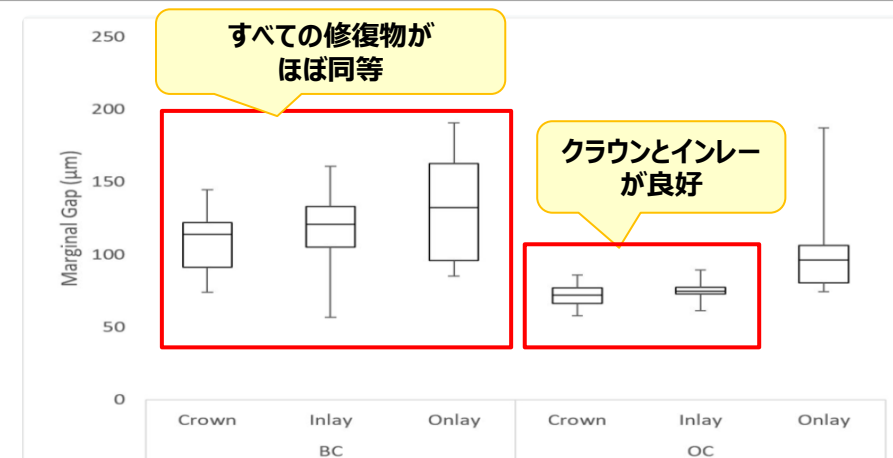 すべての修復物が
ほぼ同等
クラウンとインレー
が良好
Marginal Gap (μm)
250
200
150
100
50
0
Crown Inlay Onlay Crown Inlay Onlay
BC OC